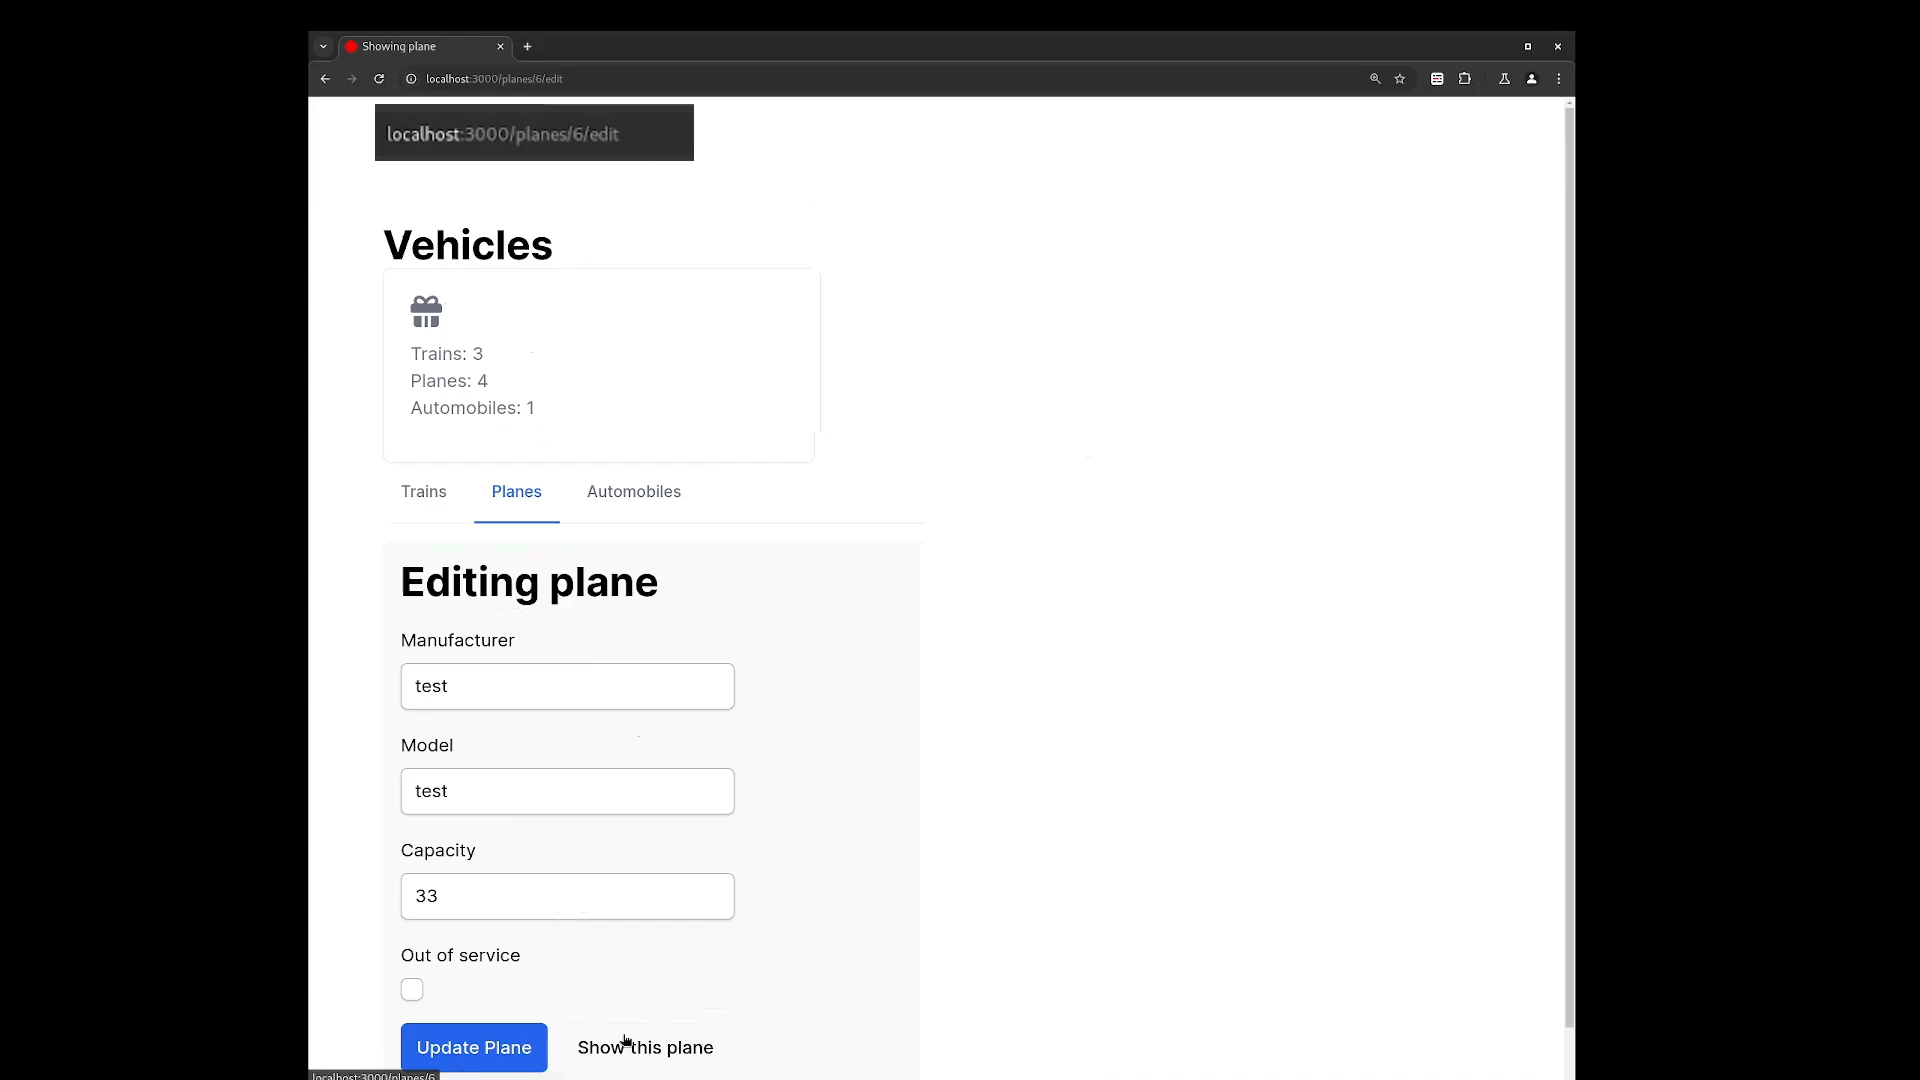 Showing plane
localhost:3000/planes/6/edit
localhost:3000/planes/6/edit
Vehicles
Trains: 3
Planes: 4
Automobiles: 1
Trains Planes Automobiles
Editing plane
Manufacturer
test
Model
test
Capacity
33
Out of service
Update Plane Show this plane
localhost:3000/planes/6